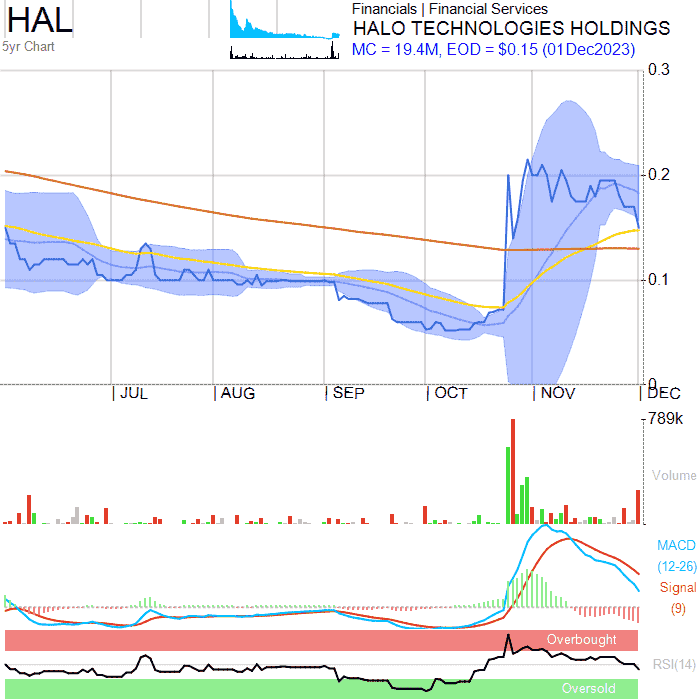 HAL
5yr Chart
Financials | Financial Services
HALO TECHNOLOGIES HOLDINGS
MC = 19.4M, EOD = $0.15 (01Dec2023)
0.3
0.2
0.1
0
JUL AUG SEP OCT NOV DEC
789k
Volume
MACD
(12-26)
Signal
(9)
Overbought
RSI(14)
Oversold